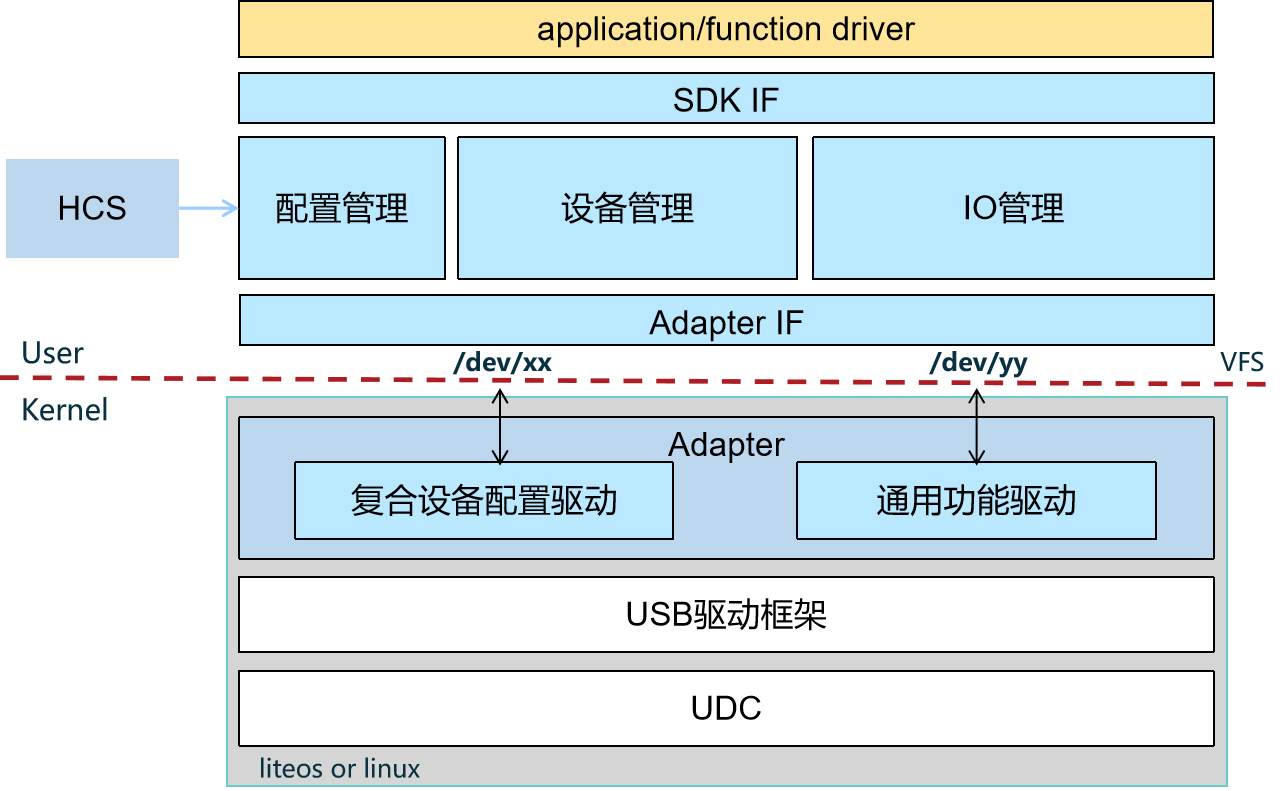 application/function driver
SDK IF
HCS
配置管理
设备管理
IO管理
Adapter IF
User
/dev/xx
/dev/yy
VFS
Kernel
Adapter
复合设备配置驱动
通用功能驱动
USB驱动框架
UDC
liteos or linux